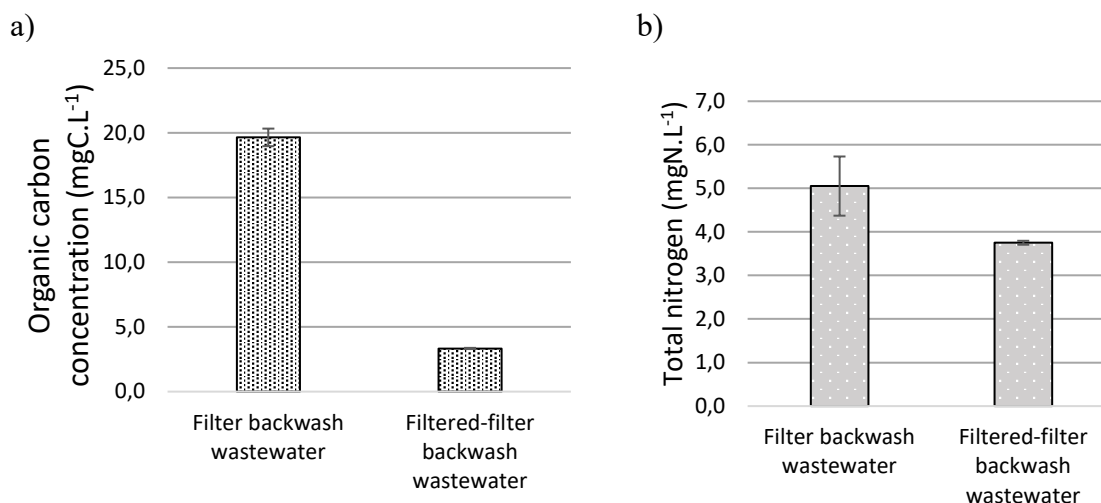 a)
Organic carbon
concentration (mgC.L⁻¹)
25,0
20,0
15,0
10,0
5,0
0,0
Filter backwash
wastewater
Filtered-filter
backwash
wastewater
b)
Total nitrogen (mgN.L⁻¹)
7,0
6,0
5,0
4,0
3,0
2,0
1,0
0,0
Filter backwash
wastewater
Filtered-filter
backwash
wastewater